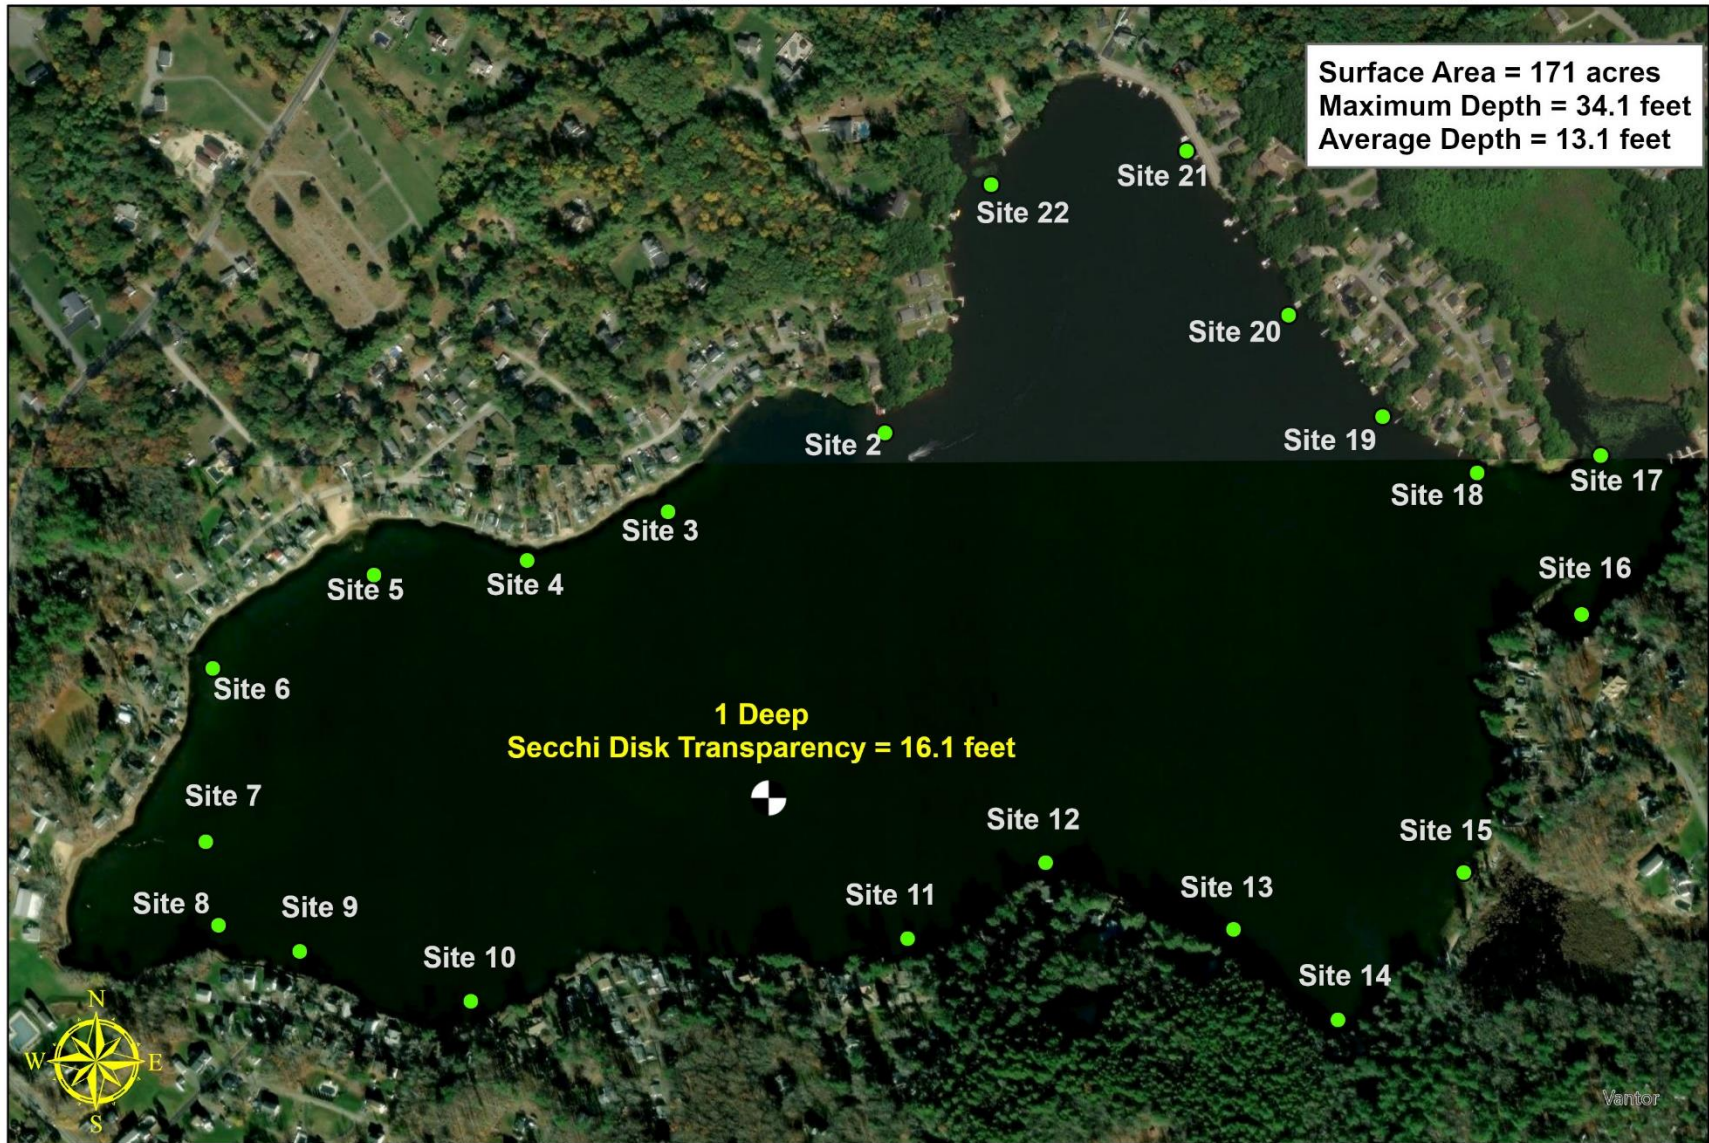 Surface Area = 171 acres
Maximum Depth = 34.1 feet
Average Depth = 13.1 feet
Site 21
Site 22
Site 20
Site 2
Site 19
Site 17
Site 18
Site 3
Site 16
Site 5
Site 4
Site 6
1 Deep
Secchi Disk Transparency = 16.1 feet
Site 7
Site 12
Site 15
Site 13
Site 11
Site 8
Site 9
Site 10
Site 14
N
W
E
S
Vantor